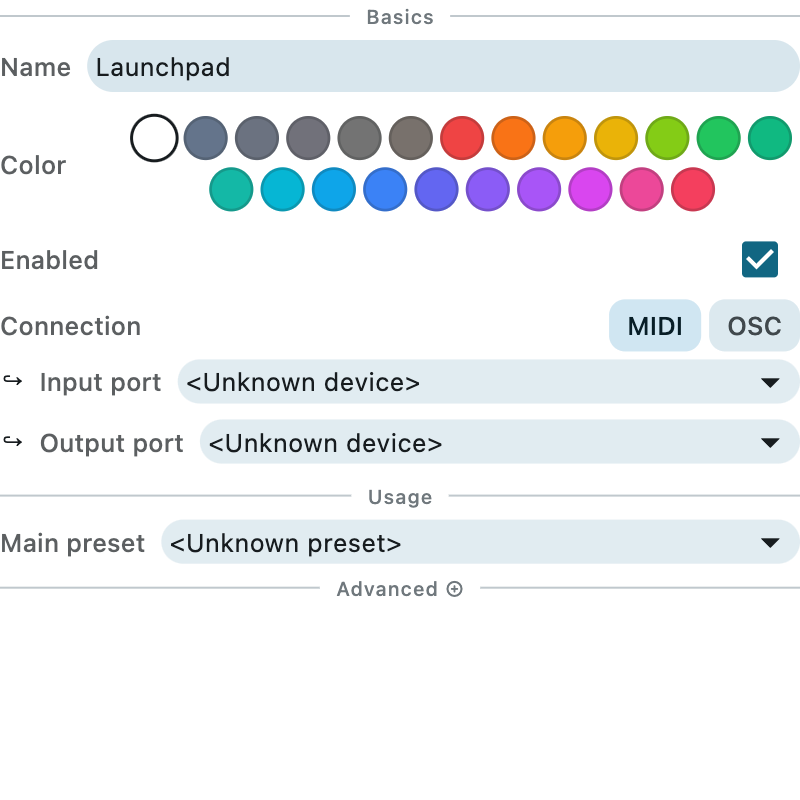 Basics
Name Launchpad
Color
Enabled
Connection MIDI OSC
Input port <Unknown device>
Output port <Unknown device>
Usage
Main preset <Unknown preset>
Advanced